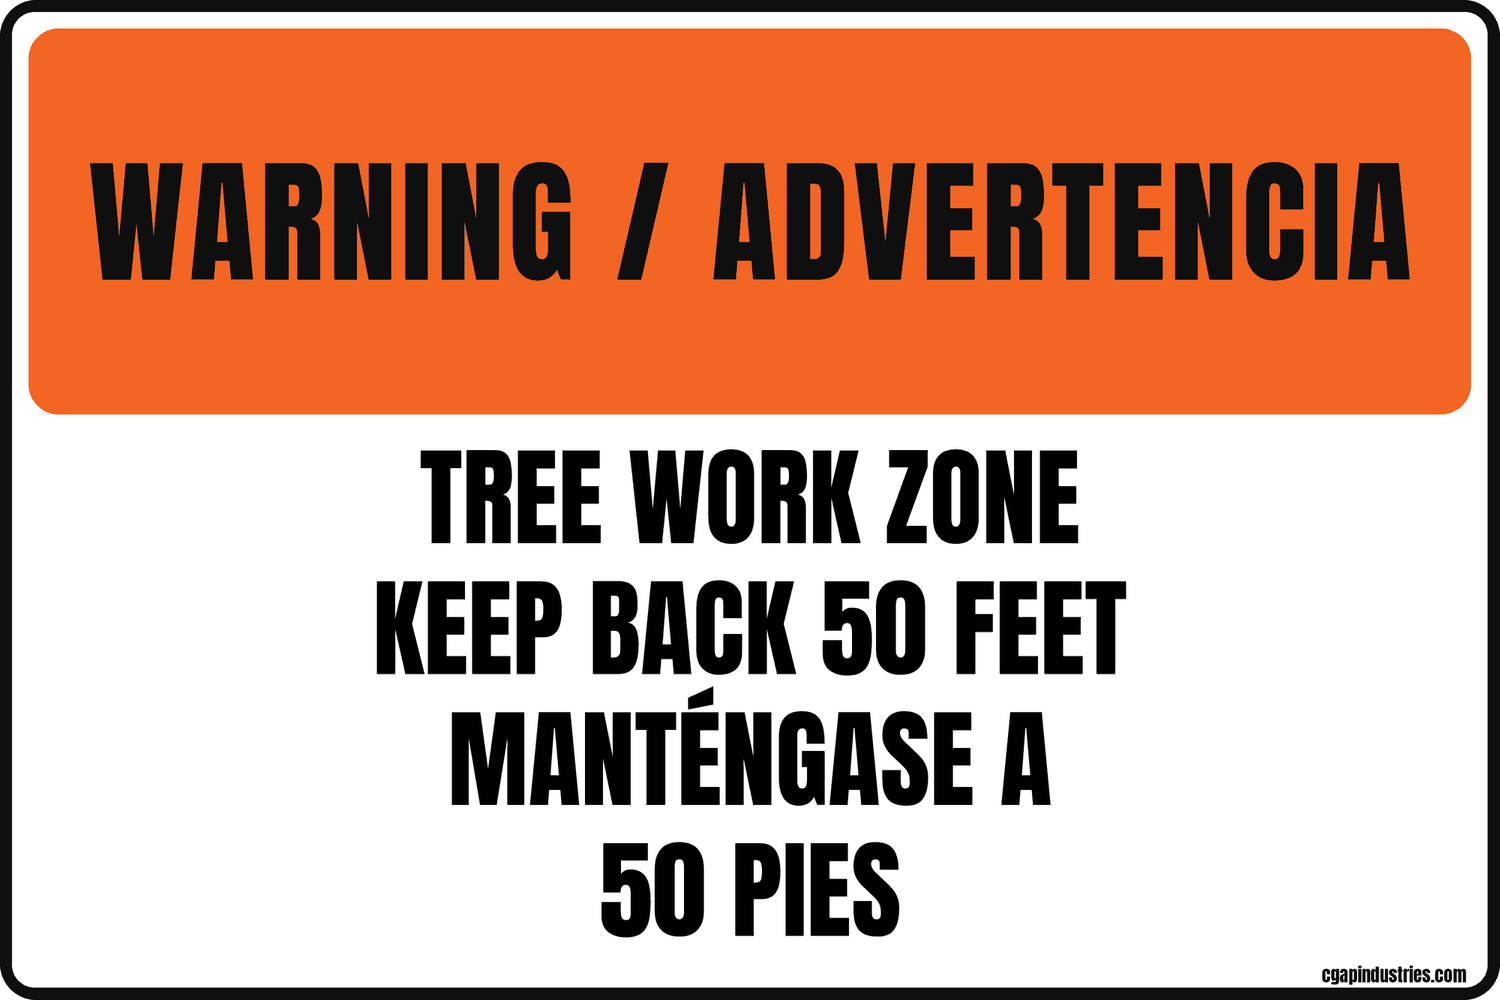 WARNING / ADVERTENCIA
TREE WORK ZONE
KEEP BACK 50 FEET
MANTÉNGASE A
50 PIES
cgapindustries.com